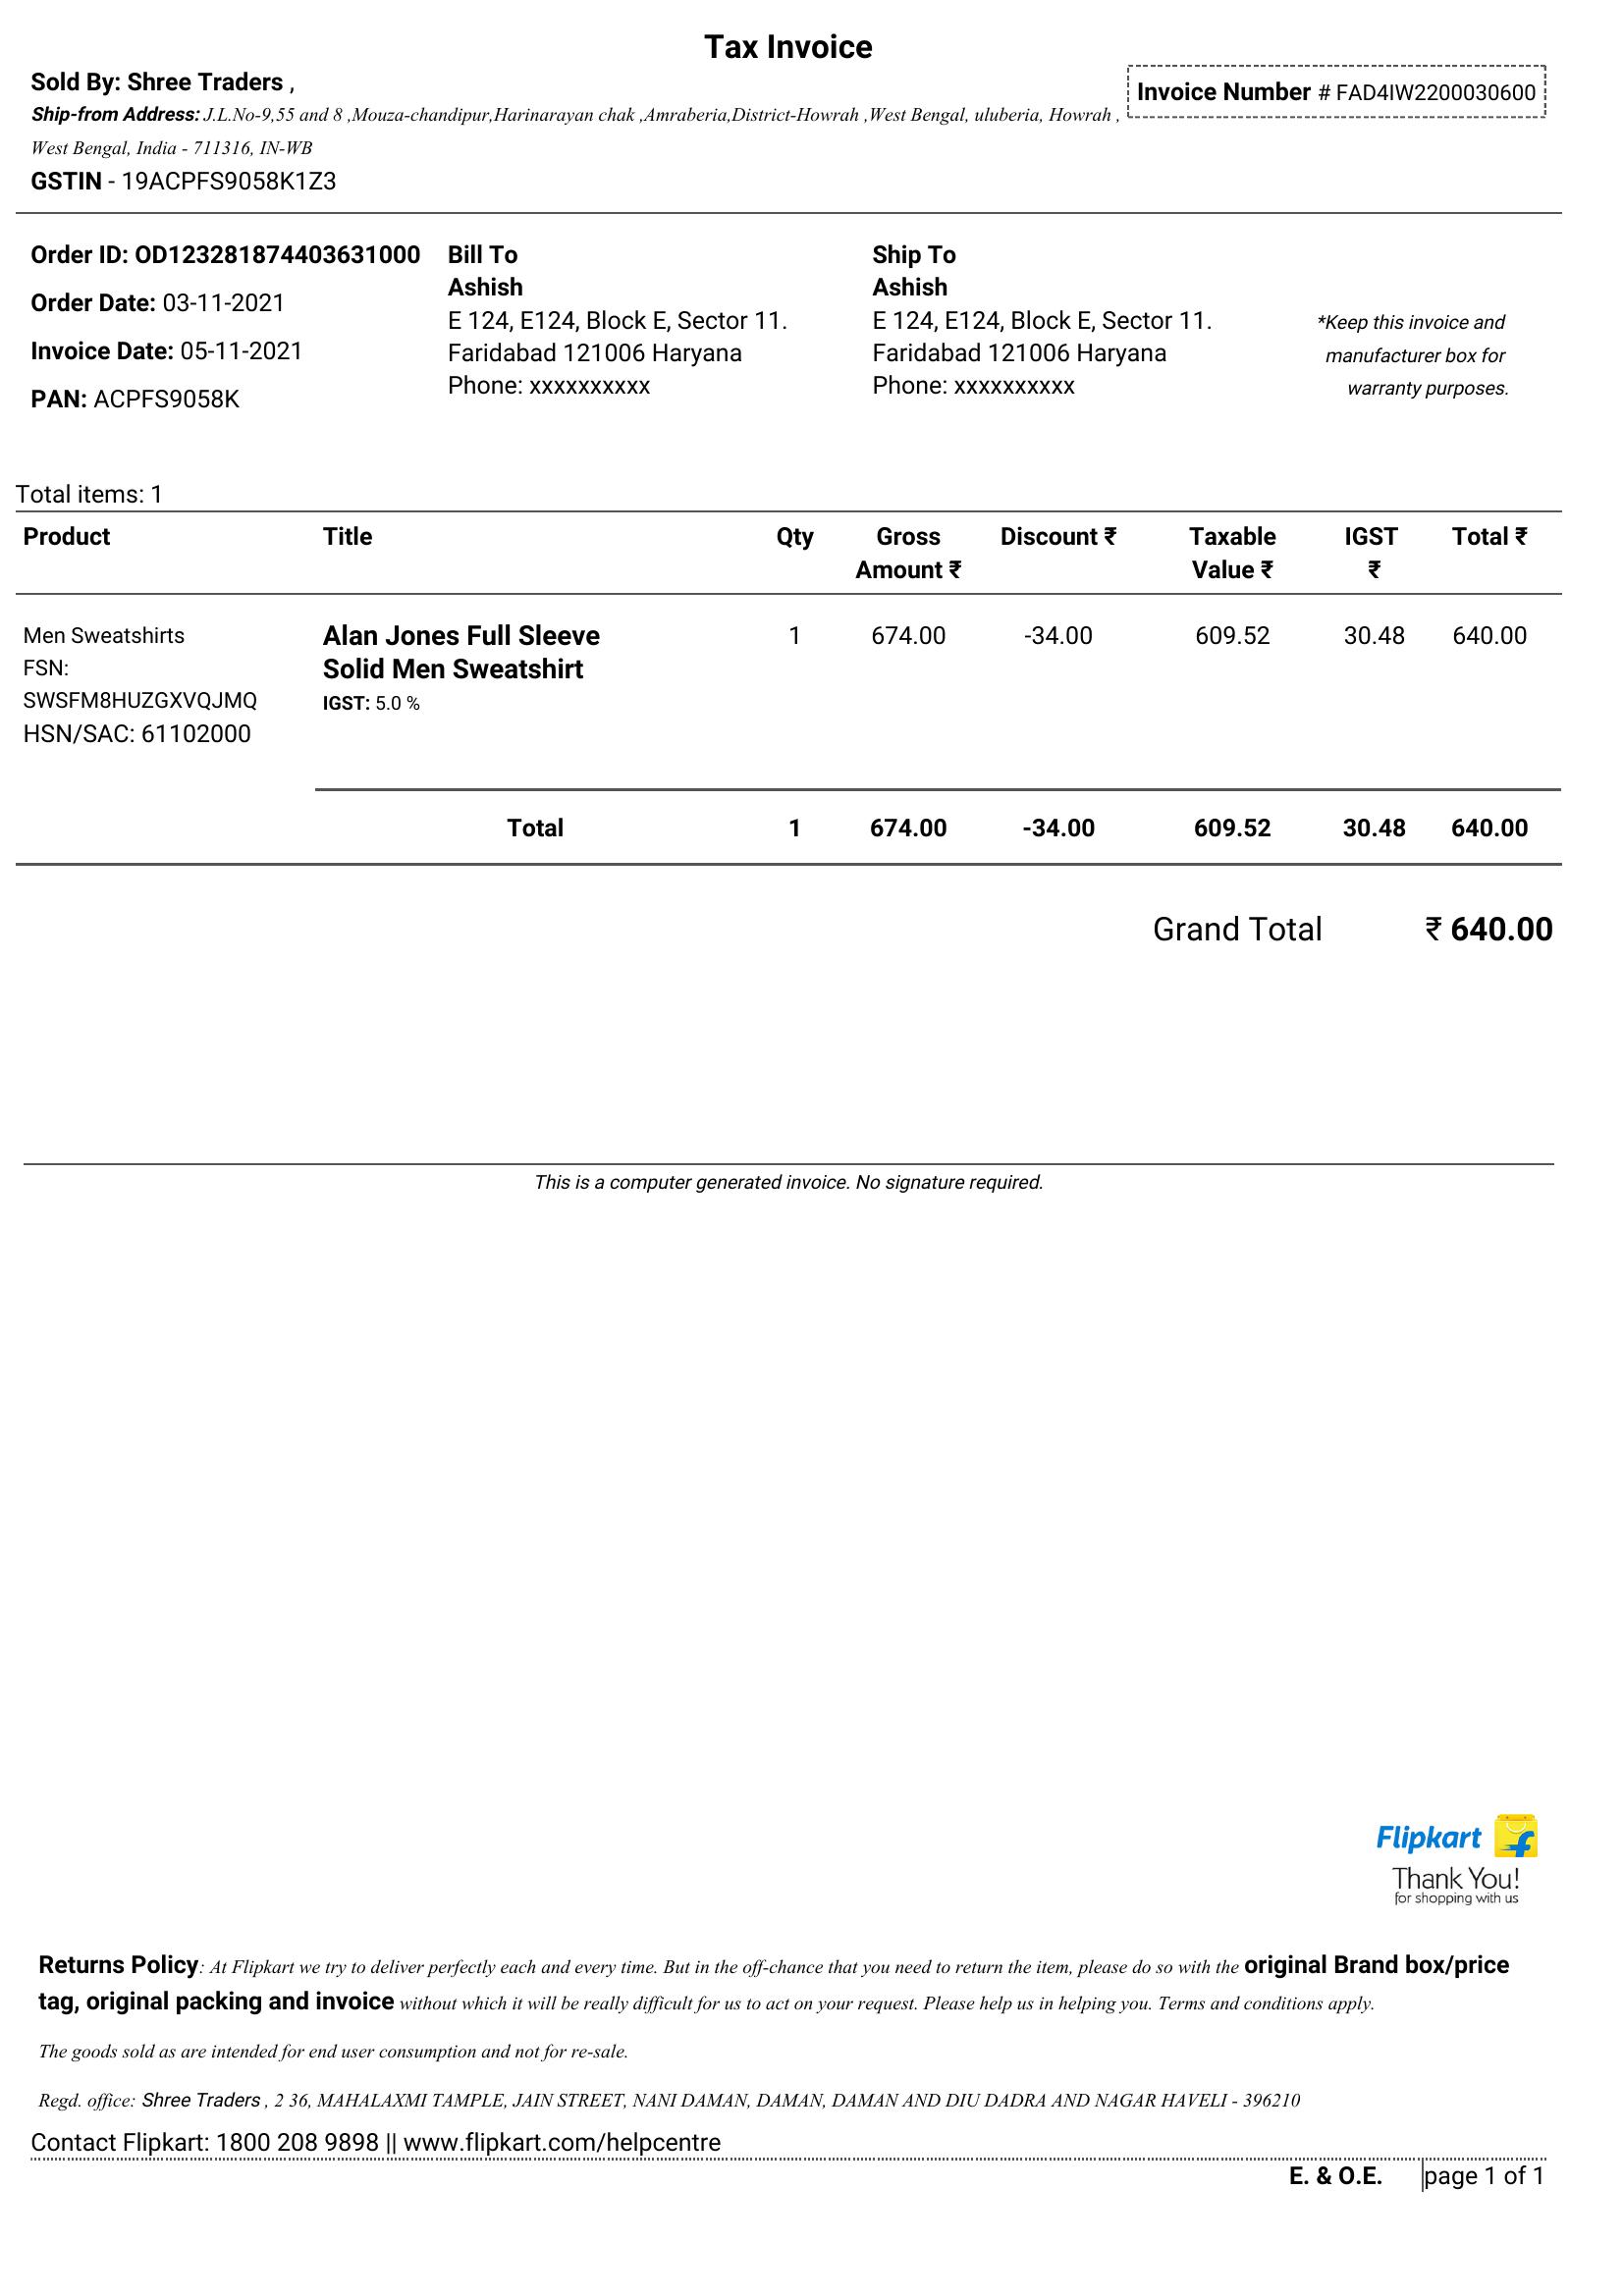 Tax Invoice
Sold By: Shree Traders ,
Invoice Number # FAD4IW2200030600
Ship-from Address: J.L.No-9,55 and 8 ,Mouza-chandipur,Harinarayan chak ,Amraberia,District-Howrah ,West Bengal, uluberia, Howrah ,
West Bengal, India - 711316, IN-WB
GSTIN - 19ACPFS9058K1Z3
Order ID: OD123281874403631000
Order Date: 03-11-2021
Invoice Date: 05-11-2021
PAN: ACPFS9058K
Bill To
Ashish
E 124, E124, Block E, Sector 11.
Faridabad 121006 Haryana
Phone: xxxxxxxxxx
Ship To
Ashish
E 124, E124, Block E, Sector 11.
Faridabad 121006 Haryana
Phone: xxxxxxxxxx
*Keep this invoice and
manufacturer box for
warranty purposes.
Total items: 1
Product Title Qty Gross Amount ₹ Discount ₹ Taxable Value ₹ IGST ₹ Total ₹
Men Sweatshirts
FSN:
SWSFM8HUZGXVQJMQ
HSN/SAC: 61102000
Alan Jones Full Sleeve
Solid Men Sweatshirt
IGST: 5.0 %
1 674.00 -34.00 609.52 30.48 640.00
Total 1 674.00 -34.00 609.52 30.48 640.00
Grand Total ₹ 640.00
This is a computer generated invoice. No signature required.
Flipkart
Thank You!
for shopping with us
Returns Policy: At Flipkart we try to deliver perfectly each and every time. But in the off-chance that you need to return the item, please do so with the original Brand box/price
tag, original packing and invoice without which it will be really difficult for us to act on your request. Please help us in helping you. Terms and conditions apply.
The goods sold as are intended for end user consumption and not for re-sale.
Regd. office: Shree Traders , 2 36, MAHALAXMI TAMPLE, JAIN STREET, NANI DAMAN, DAMAN, DAMAN AND DIU DADRA AND NAGAR HAVELI - 396210
Contact Flipkart: 1800 208 9898 || www.flipkart.com/helpcentre
E. & O.E. page 1 of 1